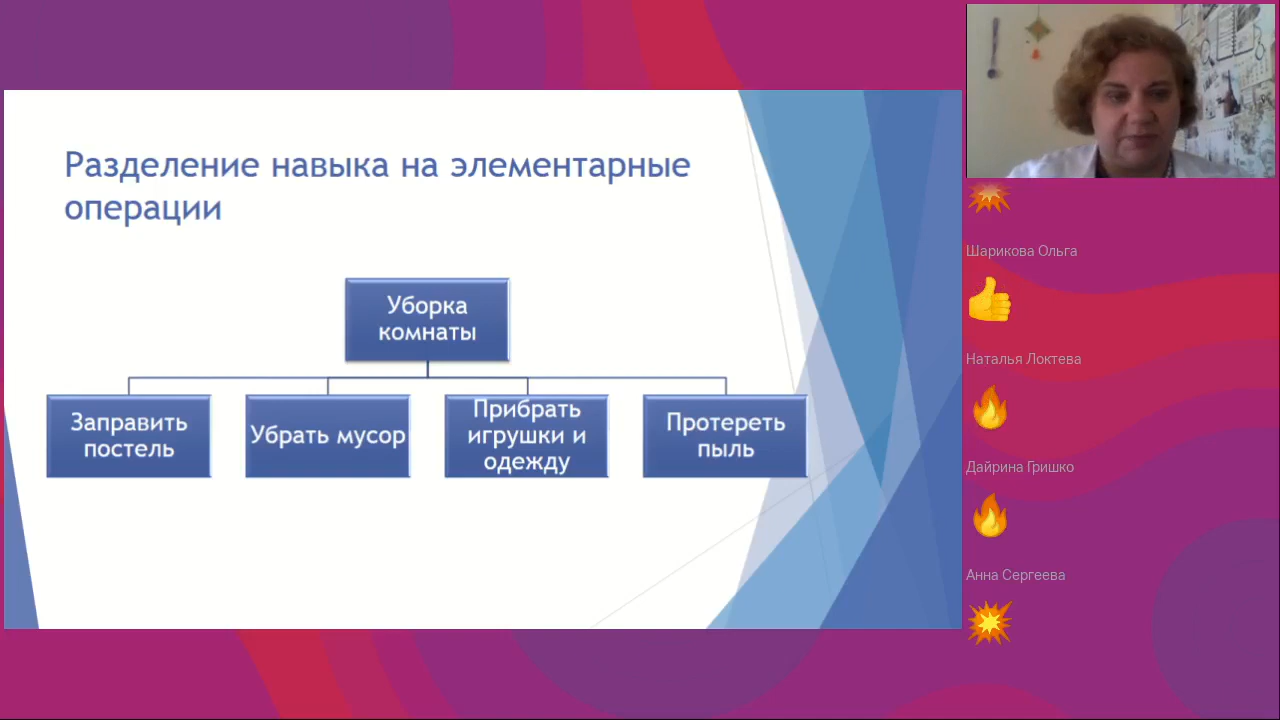 Разделение навыка на элементарные
операции
Уборка
комнаты
Заправить
постель
Убрать мусор
Прибрать
игрушки и
одежду
Протереть
пыль
Шарикова Ольга
Наталья Локтева
Дайрина Гришко
Анна Сергеева